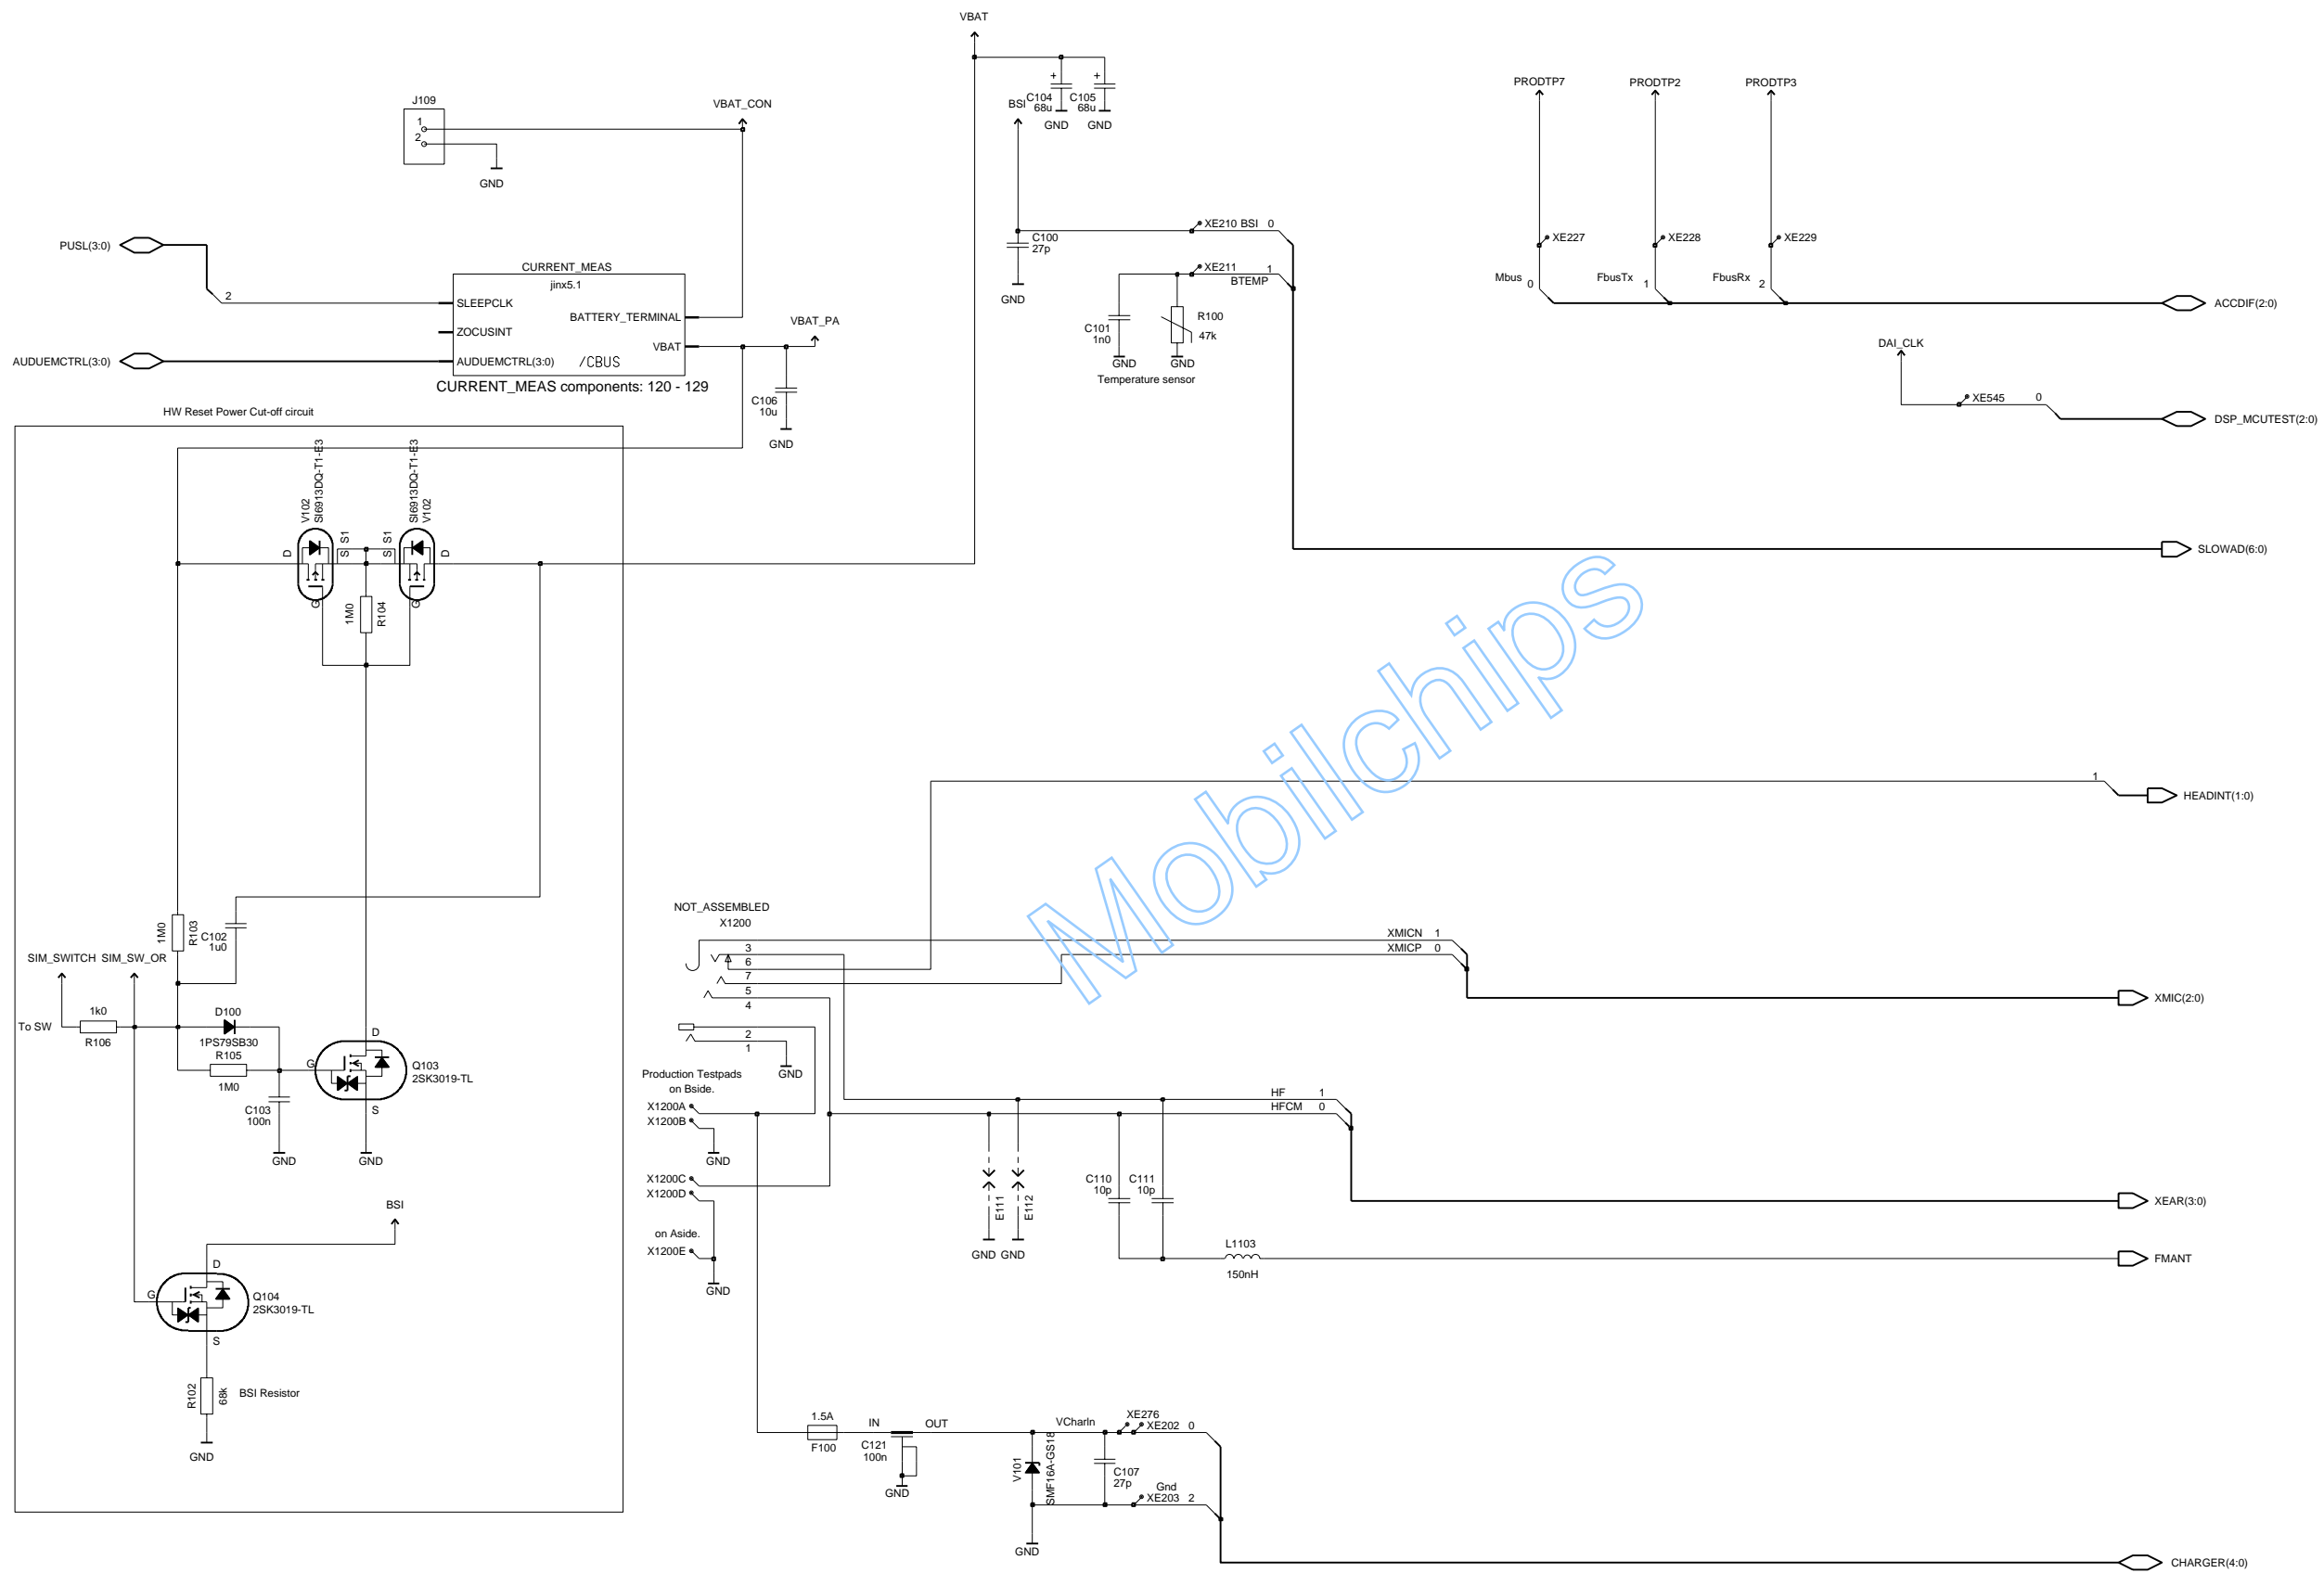 VBAT
J109
1
2
GND
VBAT_CON
BSI
+
C104
68u
GND
+
C105
68u
GND
PRODTP7
PRODTP2
PRODTP3
PUSL(3:0)
2
CURRENT_MEAS
jinx5.1
SLEEPCLK
BATTERY_TERMINAL
ZOCUSINT
VBAT
AUDUEMCTRL(3:0)
/CBUS
AUDUEMCTRL(3:0)
CURRENT_MEAS components: 120 - 129
VBAT_PA
C106
10u
GND
XE210 BSI 0
C100
27p
GND
XE211 1
BTEMP
C101
1n0
GND
R100
47k
GND
Temperature sensor
XE227
XE228
XE229
Mbus 0
FbusTx 1
FbusRx 2
ACCDIF(2:0)
DAI_CLK
XE545 0
DSP_MCUTEST(2:0)
SLOWAD(6:0)
HW Reset Power Cut-off circuit
V102
SI6913DQ-T1-E3
SI6913DQ-T1-E3
V102
D
S S1
S S1
D
G
G
1M0
R104
1M0
R103
C102
1u0
SIM_SWITCH SIM_SW_OR
To SW
1k0
R106
D100
1PS79SB30
R105
1M0
C103
100n
GND
D
G
S
Q103
2SK3019-TL
GND
BSI
D
G
S
Q104
2SK3019-TL
R102
68k
BSI Resistor
GND
NOT_ASSEMBLED
X1200
3
6
7
5
4
2
1
GND
1
HEADINT(1:0)
XMICN 1
XMICP 0
XMIC(2:0)
Production Testpads
on Bside.
X1200A
X1200B
GND
X1200C
X1200D
on Aside.
X1200E
GND
HF 1
HFCM 0
E111
E112
GND GND
C110
10p
C111
10p
XEAR(3:0)
L1103
150nH
FMANT
1.5A
F100
IN
OUT
C121
100n
GND
V101
SMF16A-GS18
GND
VCharIn
XE276
XE202 0
C107
27p
Gnd
XE203 2
CHARGER(4:0)
Mobilchips